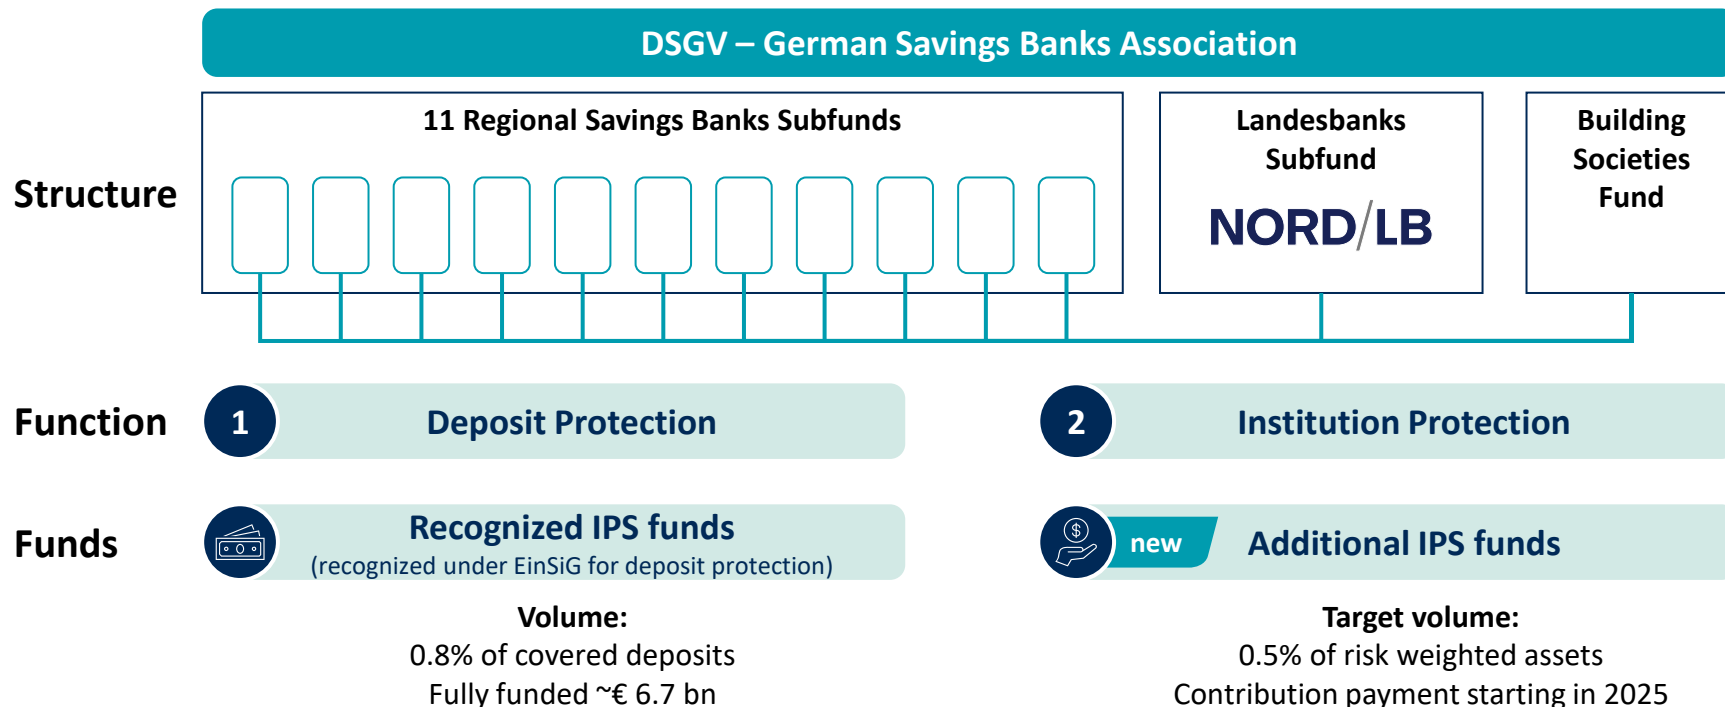 DSGV – German Savings Banks Association
Structure
11 Regional Savings Banks Subfunds
Landesbanks
Subfund
NORD/LB
Building
Societies
Fund
Function
1
Deposit Protection
2
Institution Protection
Funds
Recognized IPS funds
(recognized under EinSiG for deposit protection)
$
new
Additional IPS funds
Volume:
0.8% of covered deposits
Fully funded ~€ 6.7 bn
Target volume:
0.5% of risk weighted assets
Contribution payment starting in 2025